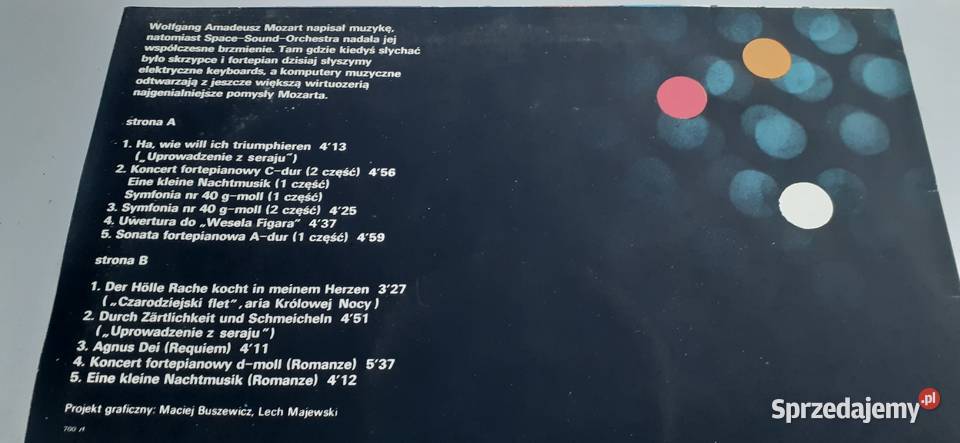 Wolfgang Amadeusz Mozart napisał muzykę,
natomiast Space-Sound-Orchestra nadała jej
współczesne brzmienie. Tam gdzie kiedyś słychać
było skrzypce i fortepian dzisiaj słyszymy
elektryczne keyboards, a komputery muzyczne
odtwarzają z jeszcze większą wirtuozerią
najgenialniejsze pomysły Mozarta.
strona A
1. Ha, wie will ich triumphieren 4'13
(„Uprowadzenie z seraju")
2. Koncert fortepianowy C-dur (2 część) 4'56
Eine kleine Nachtmusik (1 część)
Symfonia nr 40 g-moll (1 część)
3. Symfonia nr 40 g-moll (2 część) 4'25
4. Uwertura do „Wesela Figara" 4'37
5. Sonata fortepianowa A-dur (1 część) 4'59
strona B
1. Der Hölle Rache kocht in meinem Herzen 3'27
(„Czarodziejski flet", aria Królowej Nocy)
2. Durch Zärtlichkeit und Schmeicheln 4'51
(„Uprowadzenie z seraju")
3. Agnus Dei (Requiem) 4'11
4. Koncert fortepianowy d-moll (Romanze) 5'37
5. Eine kleine Nachtmusik (Romanze) 4'12
Projekt graficzny: Maciej Buszewicz, Lech Majewski
700 zł
Sprzedajemy.pl